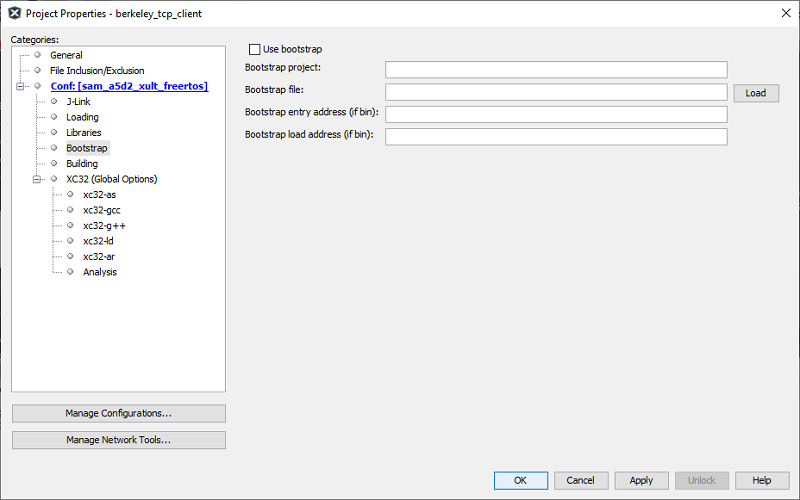 Project Properties - berkeley_tcp_client
Categories:
General
File Inclusion/Exclusion
Conf: [sam_a5d2_xult_freertos]
J-Link
Loading
Libraries
Bootstrap
Building
XC32 (Global Options)
xc32-as
xc32-gcc
xc32-g++
xc32-ld
xc32-ar
Analysis
Manage Configurations...
Manage Network Tools...
Use bootstrap
Bootstrap project:
Bootstrap file:
Load
Bootstrap entry address (if bin):
Bootstrap load address (if bin):
OK
Cancel
Apply
Unlock
Help